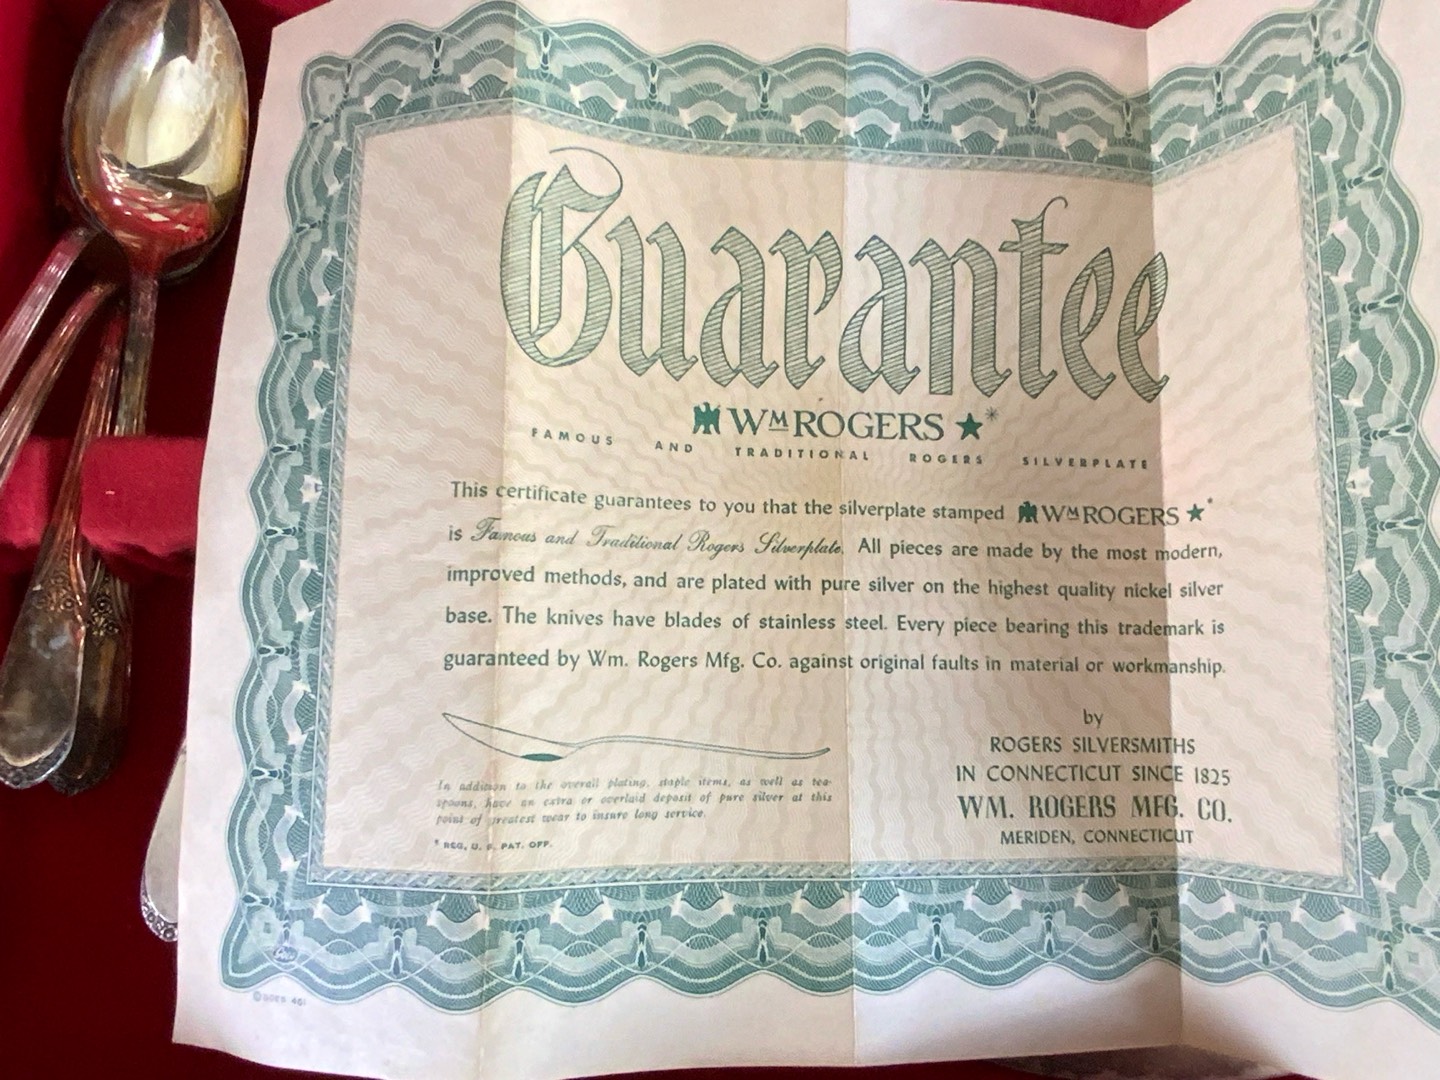 Guarantee
WM ROGERS ★*
FAMOUS AND TRADITIONAL ROGERS SILVERPLATE
This certificate guarantees to you that the silverplate stamped WM ROGERS ★*
is Famous and Traditional Rogers Silverplate. All pieces are made by the most modern,
improved methods, and are plated with pure silver on the highest quality nickel silver
base. The knives have blades of stainless steel. Every piece bearing this trademark is
guaranteed by Wm. Rogers Mfg. Co. against original faults in material or workmanship.
In addition to the overall plating, staple items, as well as tea-
spoons, have an extra or overlaid deposit of pure silver at this
point of greatest wear to insure long service.
* REG. U. S. PAT. OFF.
by
ROGERS SILVERSMITHS
IN CONNECTICUT SINCE 1825
WM. ROGERS MFG. CO.
MERIDEN, CONNECTICUT
© GOES 461